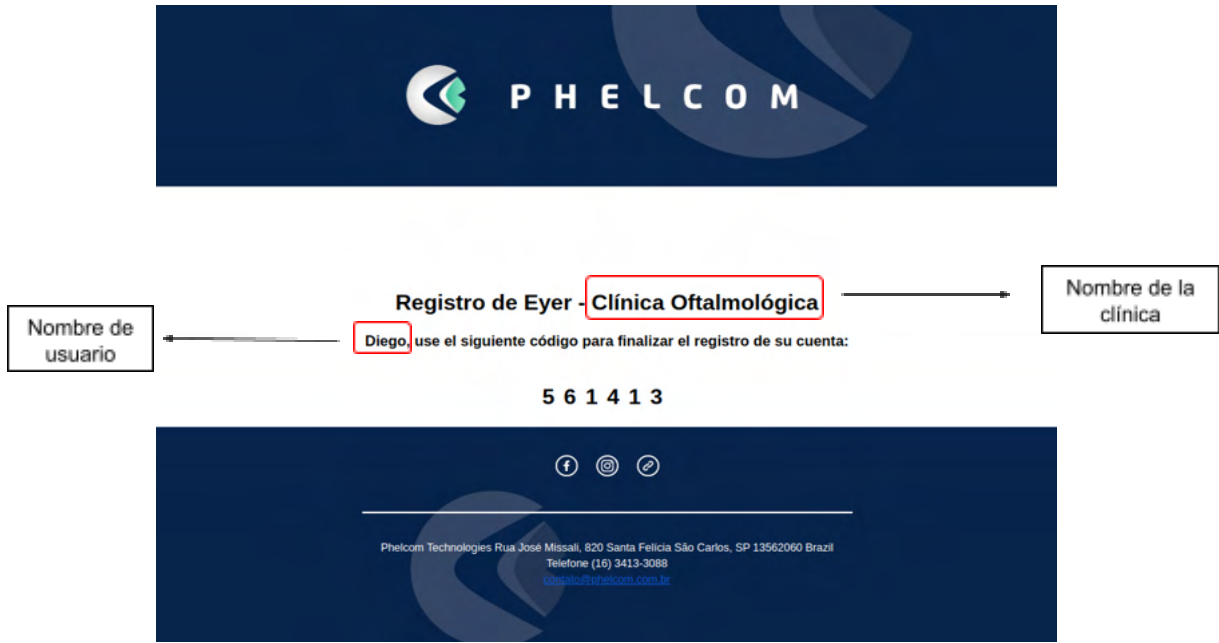 PHELCOM
Registro de Eyer - Clínica Oftalmológica
Nombre de la
clínica
Nombre de
usuario
Diego, use el siguiente código para finalizar el registro de su cuenta:
5 6 1 4 1 3
Phelcom Technologies Rua José Missali, 820 Santa Felícia São Carlos, SP 13562060 Brazil
Telefone (16) 3413-3088
contato@phelcom.com.br